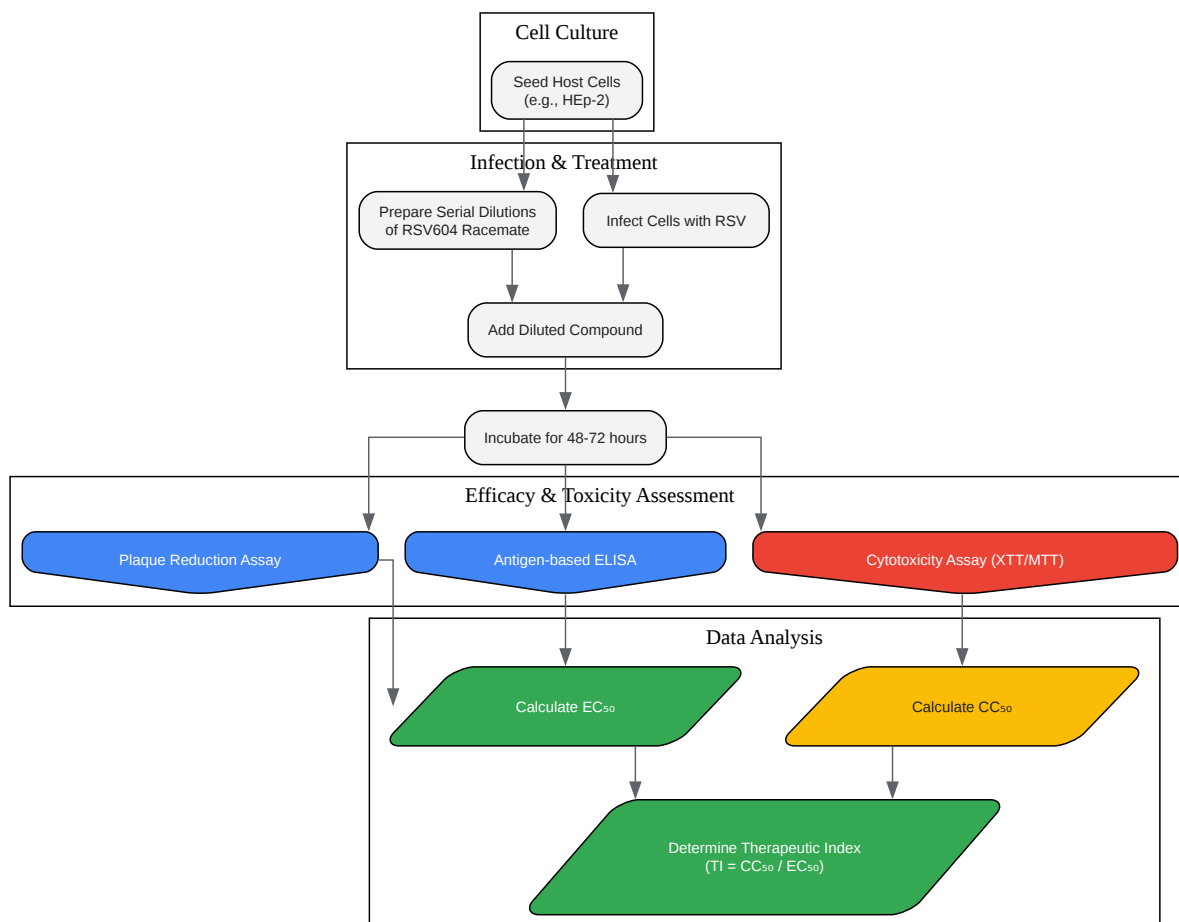 Cell Culture
Seed Host Cells
(e.g., HEp-2)
Infection & Treatment
Prepare Serial Dilutions
of RSV604 Racemate
Infect Cells with RSV
Add Diluted Compound
Incubate for 48-72 hours
Efficacy & Toxicity Assessment
Plaque Reduction Assay
Antigen-based ELISA
Cytotoxicity Assay (XTT/MTT)
Data Analysis
Calculate EC₅₀
Calculate CC₅₀
Determine Therapeutic Index
(TI = CC₅₀ / EC₅₀)